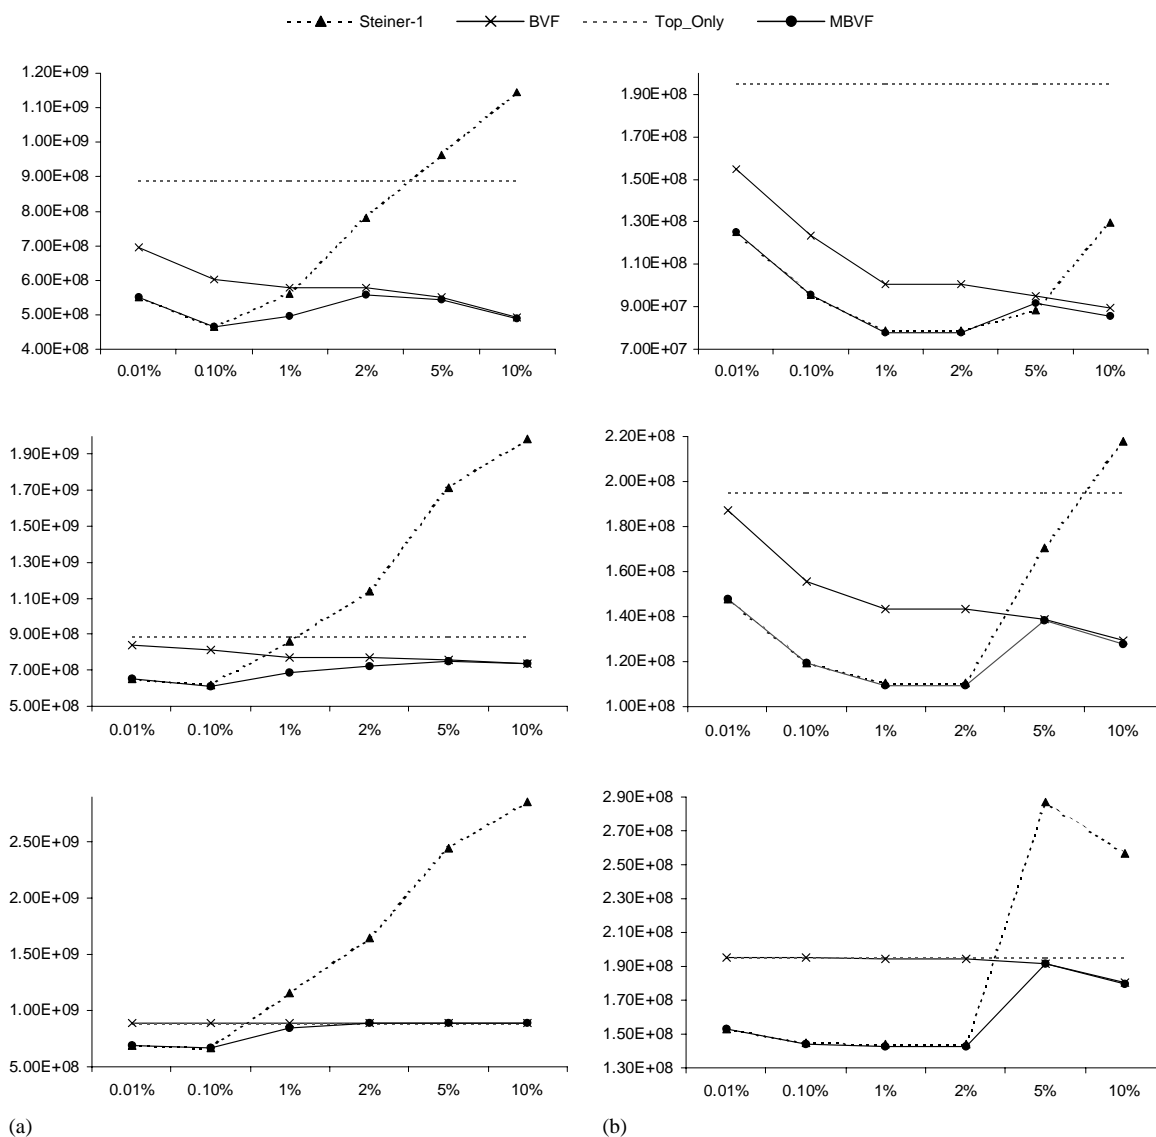 Steiner-1 BVF Top_Only MBVF
1.20E+09
1.10E+09
1.00E+09
9.00E+08
8.00E+08
7.00E+08
6.00E+08
5.00E+08
4.00E+08
0.01% 0.10% 1% 2% 5% 10%
1.90E+08
1.70E+08
1.50E+08
1.30E+08
1.10E+08
9.00E+07
7.00E+07
0.01% 0.10% 1% 2% 5% 10%
1.90E+09
1.70E+09
1.50E+09
1.30E+09
1.10E+09
9.00E+08
7.00E+08
5.00E+08
0.01% 0.10% 1% 2% 5% 10%
2.20E+08
2.00E+08
1.80E+08
1.60E+08
1.40E+08
1.20E+08
1.00E+08
0.01% 0.10% 1% 2% 5% 10%
2.50E+09
2.00E+09
1.50E+09
1.00E+09
5.00E+08
0.01% 0.10% 1% 2% 5% 10%
2.90E+08
2.70E+08
2.50E+08
2.30E+08
2.10E+08
1.90E+08
1.70E+08
1.50E+08
1.30E+08
0.01% 0.10% 1% 2% 5% 10%
(a)
(b)